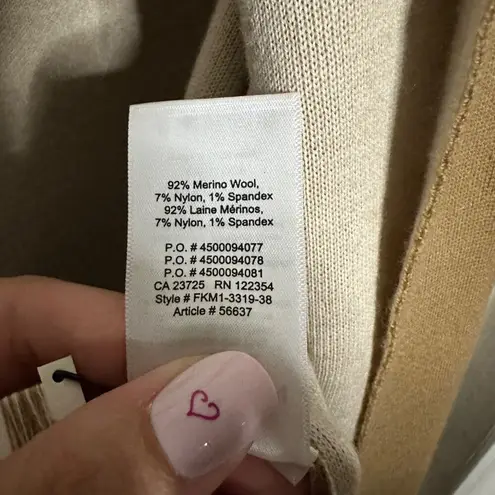 92% Merino Wool,
7% Nylon, 1% Spandex
92% Laine Mérinos,
7% Nylon, 1% Spandex
P.O. # 4500094077
P.O. # 4500094078
P.O. # 4500094081
CA 23725 RN 122354
Style # FKM1-3319-38
Article # 56637